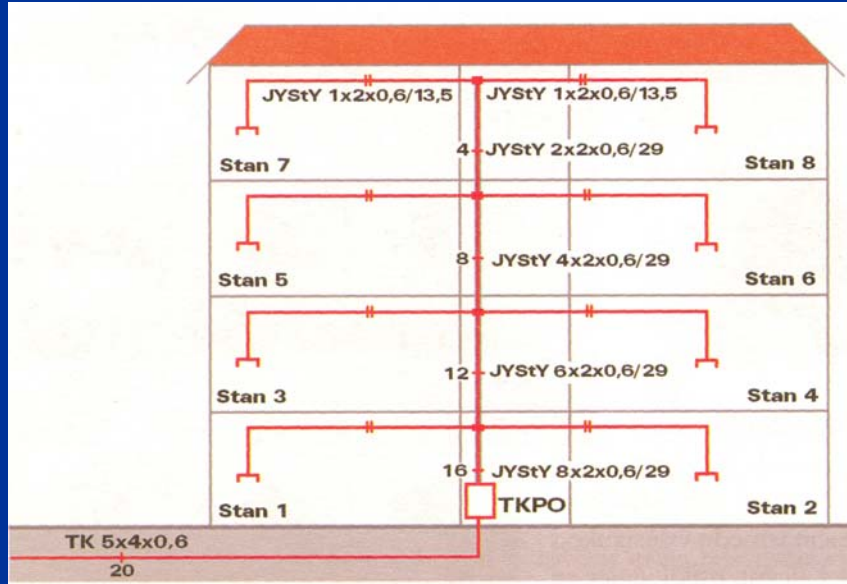 JYStY 1x2x0,6/13,5 JYStY 1x2x0,6/13,5
4 JYStY 2x2x0,6/29
Stan 7 Stan 8
8 JYStY 4x2x0,6/29
Stan 5 Stan 6
12 JYStY 6x2x0,6/29
Stan 3 Stan 4
16 JYStY 8x2x0,6/29
Stan 1 TKPO Stan 2
TK 5x4x0,6
20